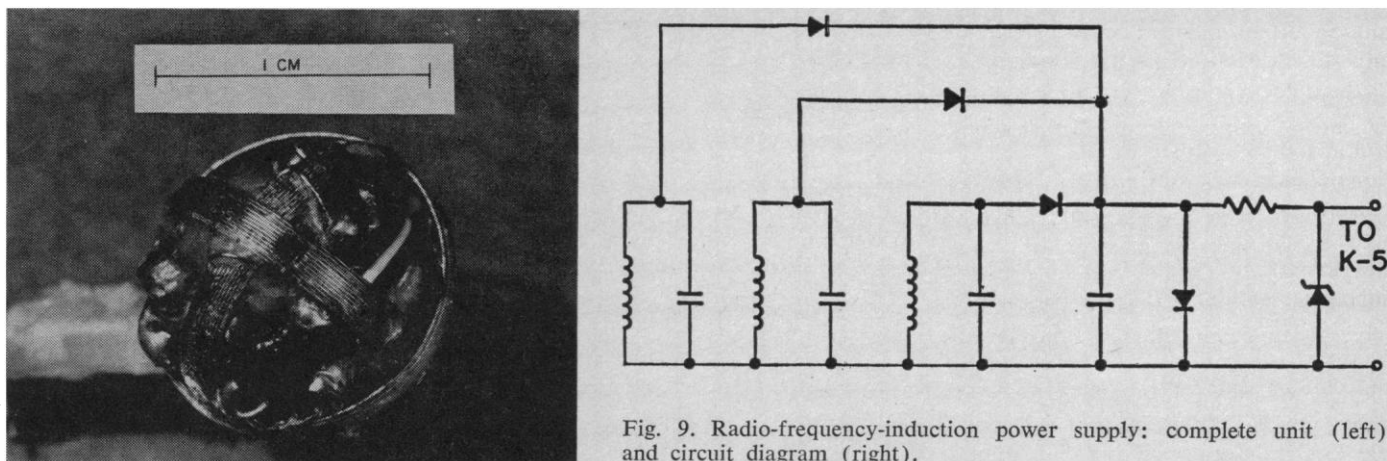 1 CM
TO
K-5
Fig. 9. Radio-frequency-induction power supply: complete unit (left)
and circuit diagram (right).